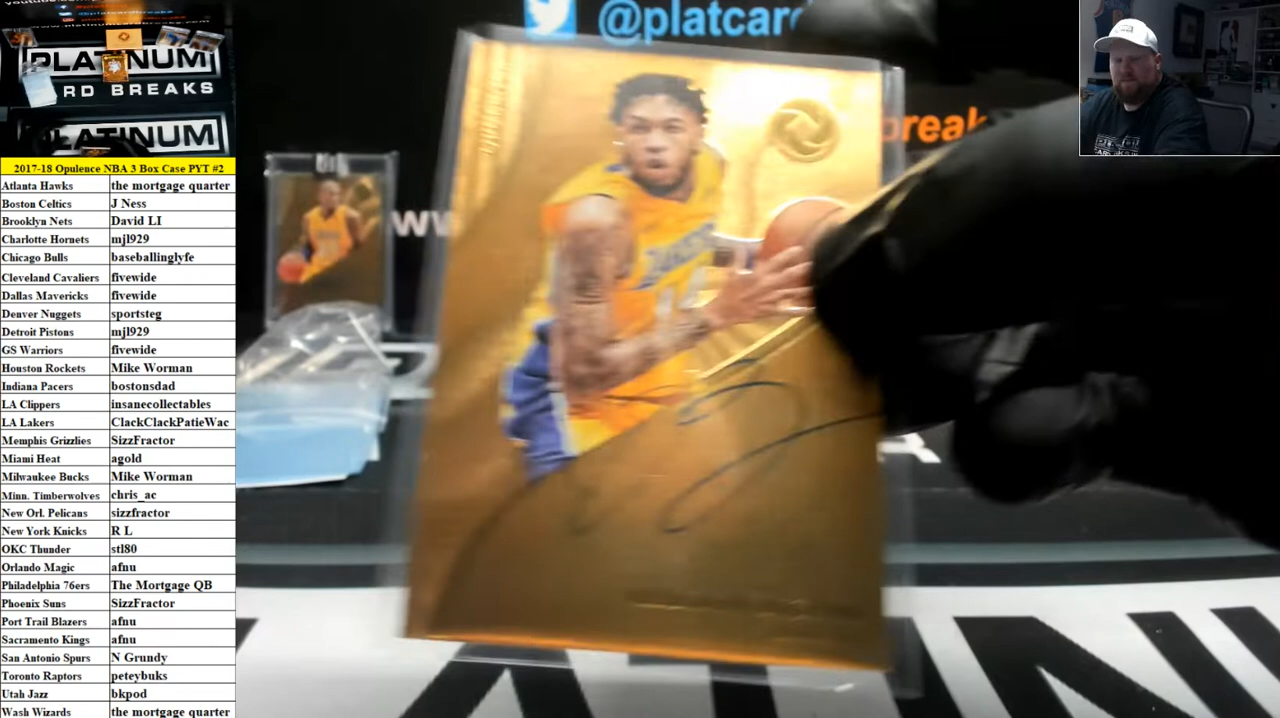 @platcard
break
ww
PLATINUM
RD BREAKS
PLATINUM
2017-18 Opulence NBA 3 Box Case PYT #2
Atlanta Hawks the mortgage quarter
Boston Celtics J Ness
Brooklyn Nets David LI
Charlotte Hornets mjl929
Chicago Bulls baseballinglyfe
Cleveland Cavaliers fivewide
Dallas Mavericks fivewide
Denver Nuggets sportsteg
Detroit Pistons mjl929
GS Warriors fivewide
Houston Rockets Mike Worman
Indiana Pacers bostonsdad
LA Clippers insanecollectables
LA Lakers ClackClackPatieWac
Memphis Grizzlies SizzFractor
Miami Heat agold
Milwaukee Bucks Mike Worman
Minn. Timberwolves chris_ac
New Orl. Pelicans sizzfractor
New York Knicks R L
OKC Thunder stl80
Orlando Magic afnu
Philadelphia 76ers The Mortgage QB
Phoenix Suns SizzFractor
Port Trail Blazers afnu
Sacramento Kings afnu
San Antonio Spurs N Grundy
Toronto Raptors peteybuks
Utah Jazz bkpod
Wash Wizards the mortgage quarter